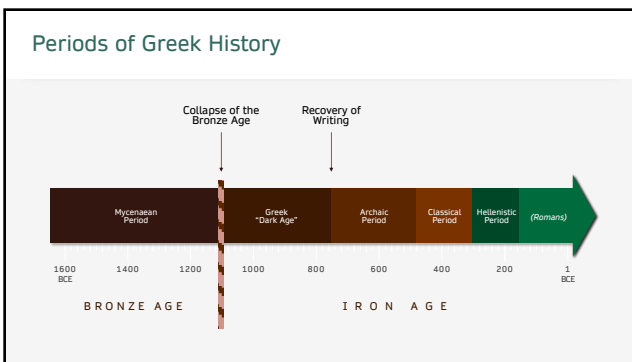 Periods of Greek History
Collapse of the
Bronze Age
Recovery of
Writing
Mycenaean
Period
Greek
"Dark Age"
Archaic
Period
Classical
Period
Hellenistic
Period
(Romans)
1600
BCE
1400
1200
1000
800
600
400
200
1
BCE
BRONZE AGE
IRON AGE